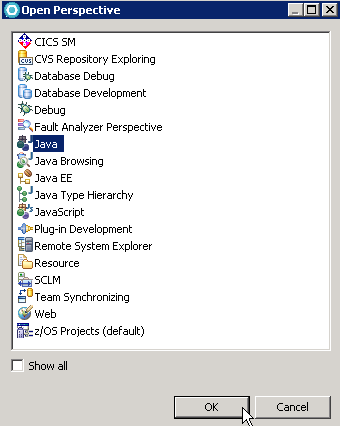 Open Perspective
CICS SM
CVS Repository Exploring
Database Debug
Database Development
Debug
Fault Analyzer Perspective
Java
Java Browsing
Java EE
Java Type Hierarchy
JavaScript
Plug-in Development
Remote System Explorer
Resource
SCLM
Team Synchronizing
Web
z/OS Projects (default)
Show all
OK
Cancel